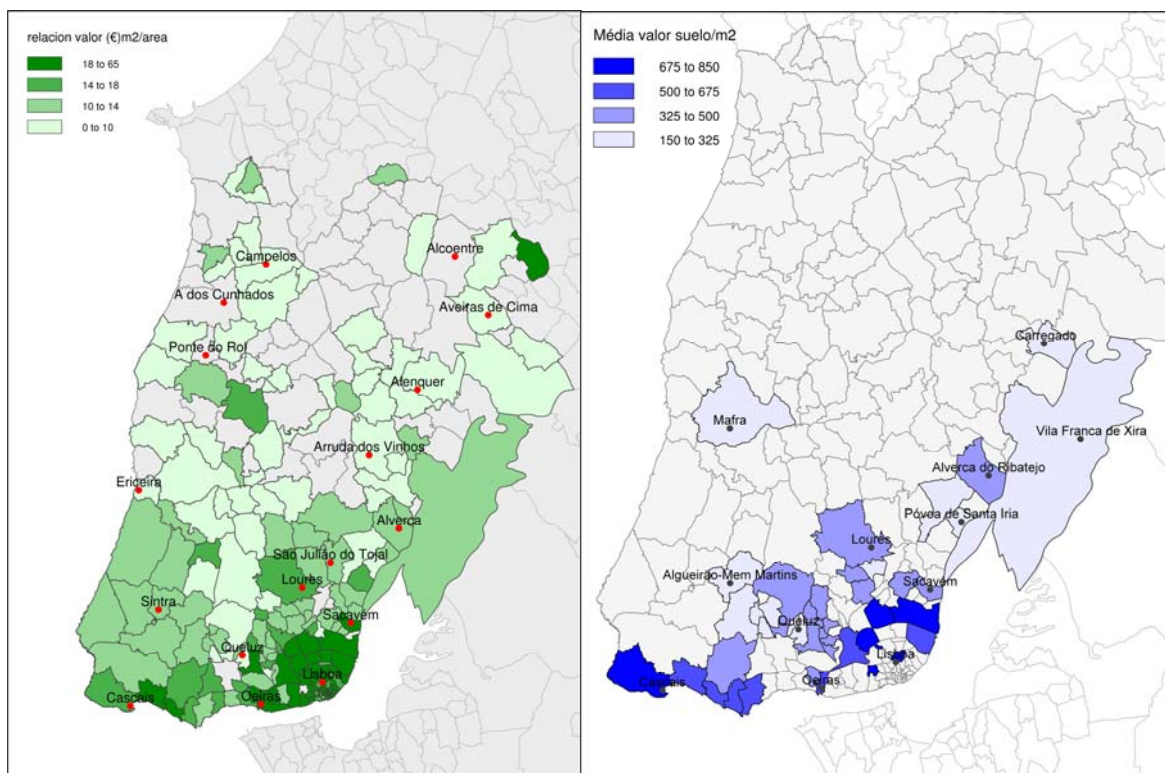 relacion valor (€)m2/area
18 to 65
14 to 18
10 to 14
0 to 10
Campelos
Alcoentre
A dos Cunhados
Aveiras de Cima
Ponte do Rol
Alenquer
Arruda dos Vinhos
Ericeira
Alverca
São Julião do Tojal
Loures
Sintra
Sacavém
Queluz
Lisboa
Cascais
Oeiras
Média valor suelo/m2
675 to 850
500 to 675
325 to 500
150 to 325
Carregado
Mafra
Vila Franca de Xira
Alverca do Ribatejo
Póvoa de Santa Iria
Loures
Algueirão-Mem Martins
Sacavém
Queluz
Lisboa
Cascais
Oeiras